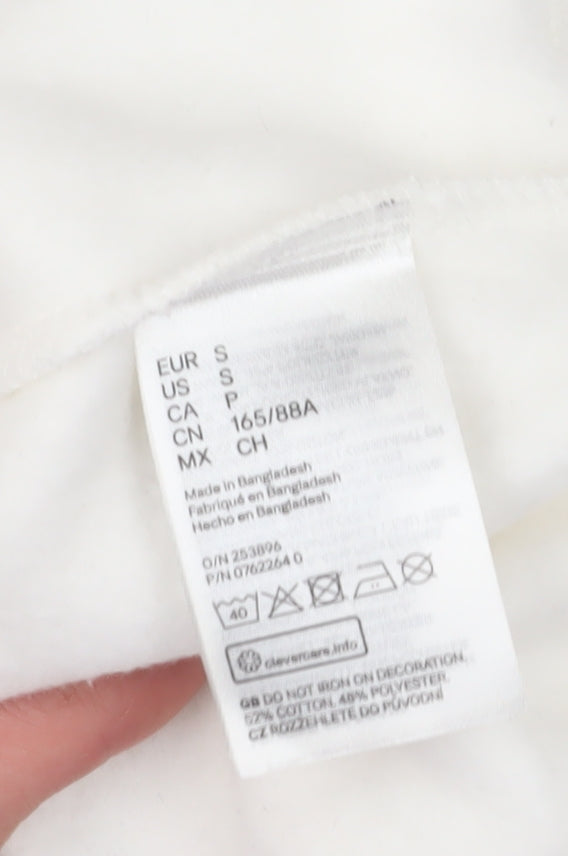 EUR S
US S
CA P
CN 165/88A
MX CH
Made in Bangladesh
Fabriqué en Bangladesh
Hecho en Bangladesh
O/N 253896
P/N 0762264 0
40
clevercare.info
GB DO NOT IRON ON DECORATION,
52% COTTON, 48% POLYESTER.
CZ ROZŽEHLETE DO PŮVODNÍ